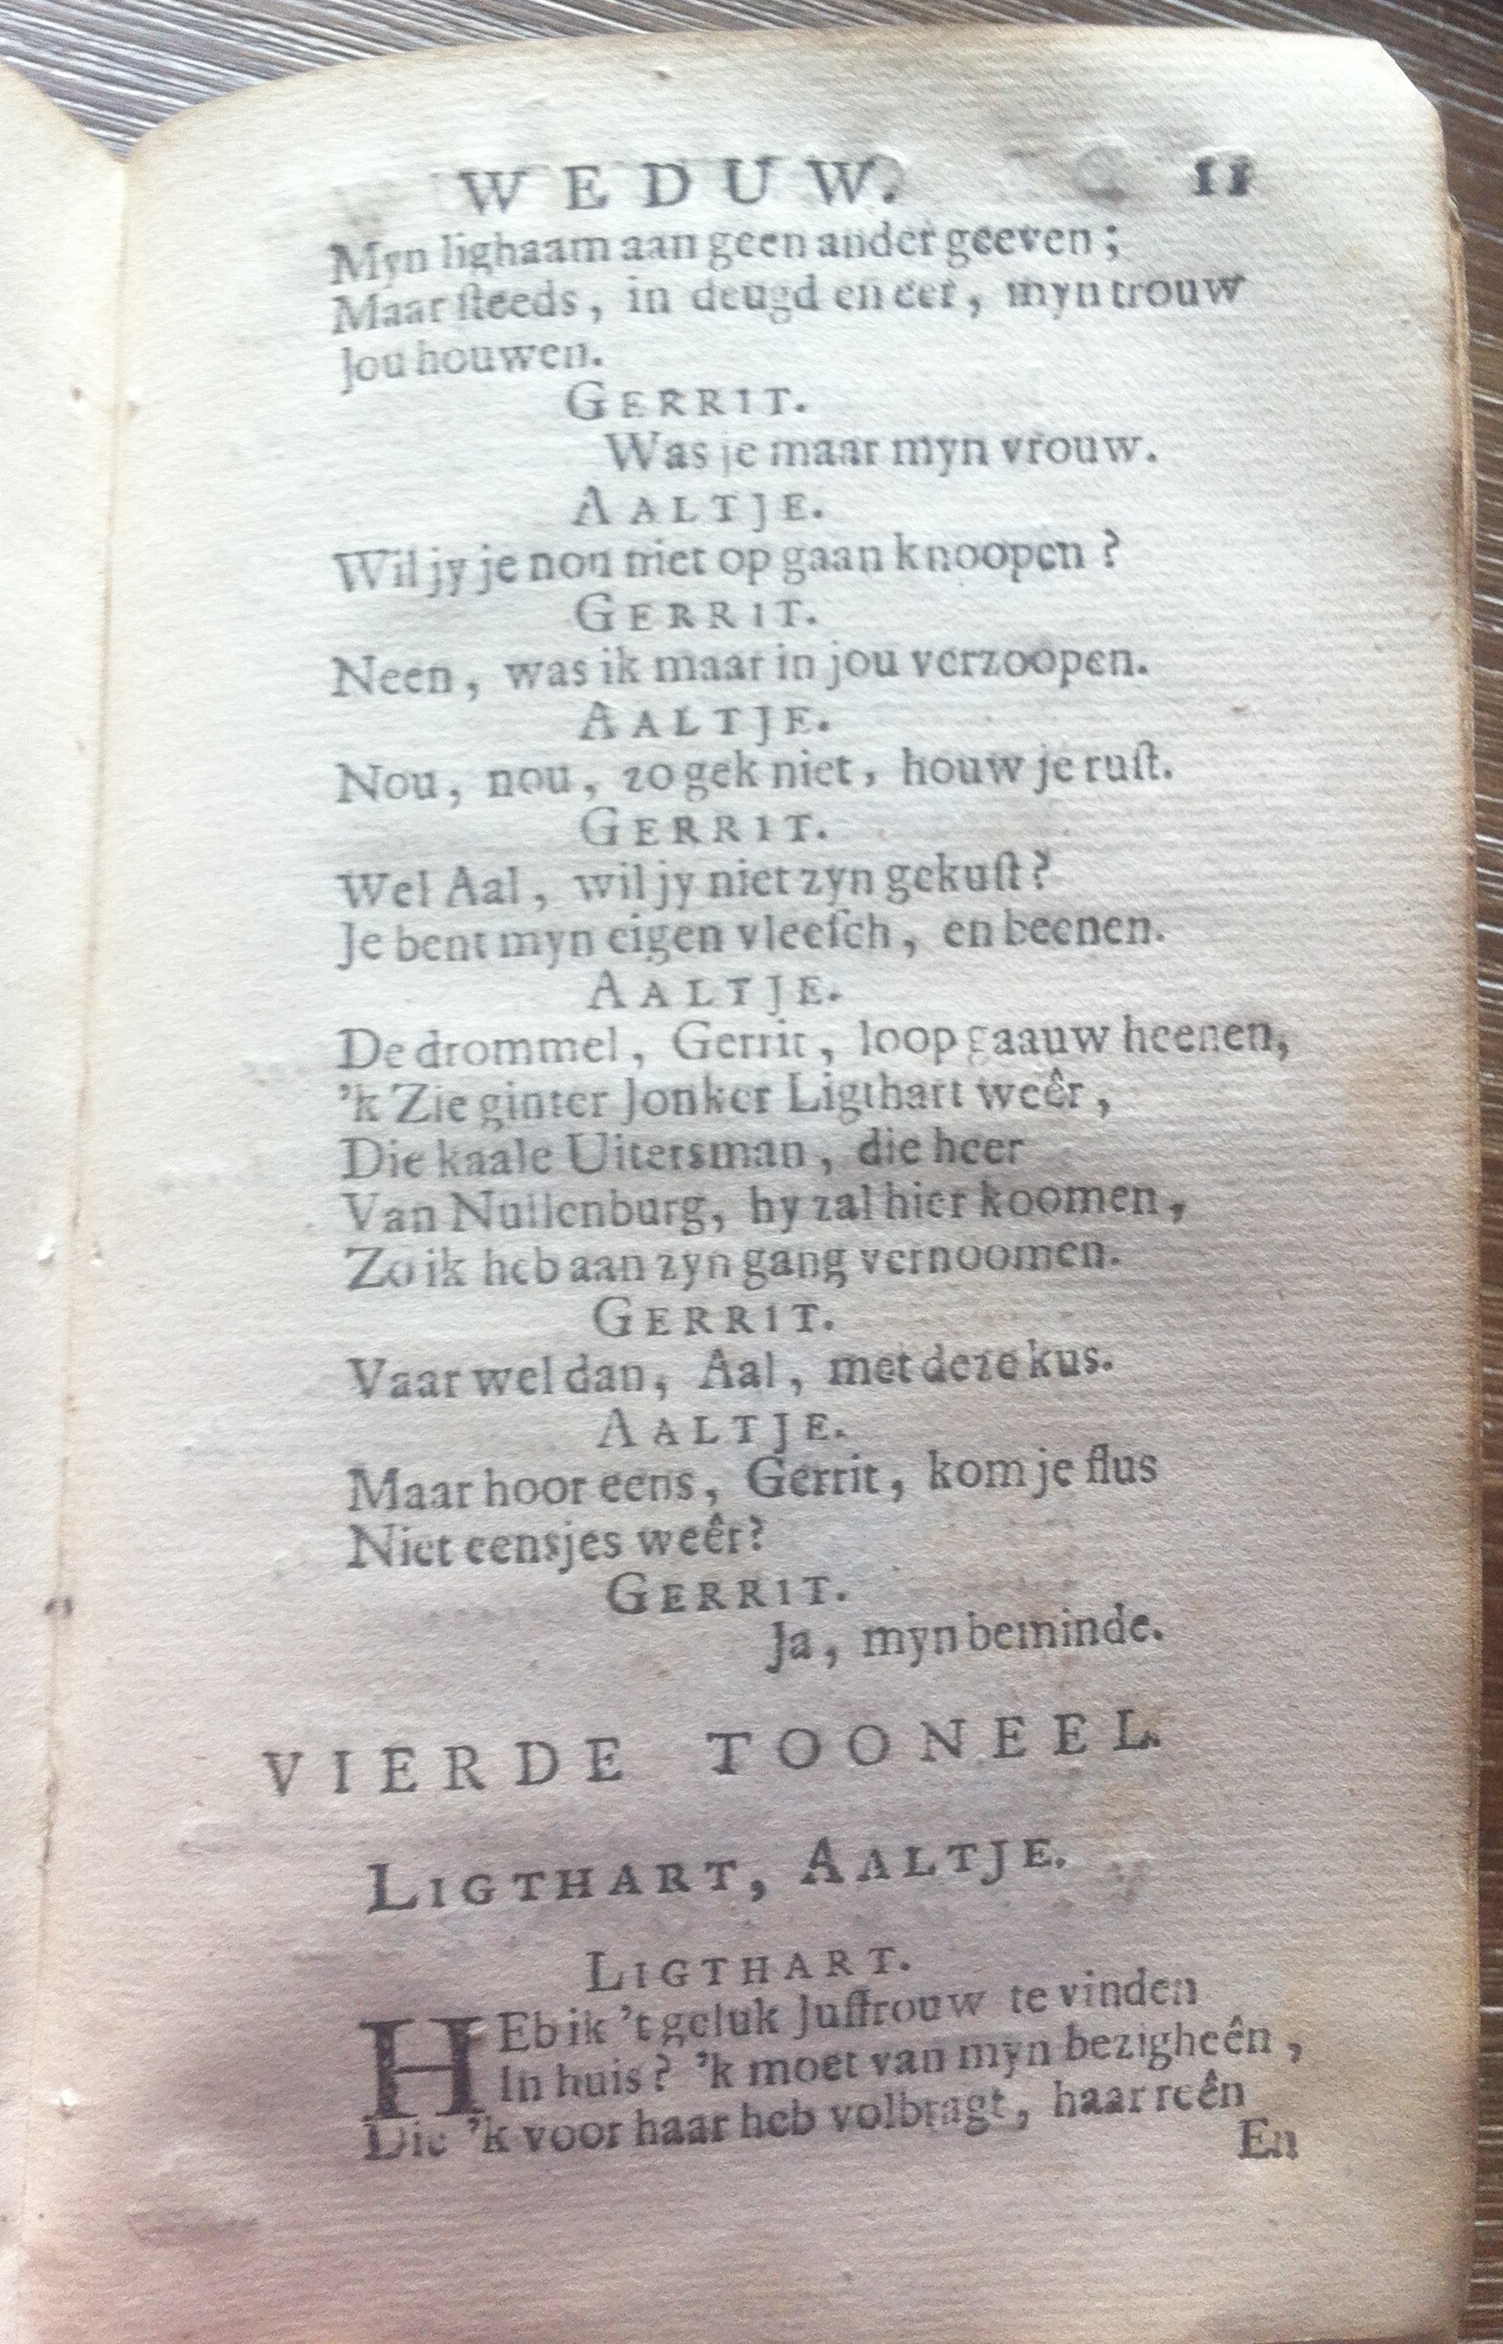 WEDUW. 11
Myn lighaam aan geen ander geeven;
Maar ſteeds, in deugd en eer, myn trouw
Jou houwen.
GERRIT.
Was je maar myn vrouw.
AALTJE.
Wil jy je nou niet op gaan knoopen?
GERRIT.
Neen, was ik maar in jou verzoopen.
AALTJE.
Nou, nou, zo gek niet, houw je ruſt.
GERRIT.
Wel Aal, wil jy niet zyn gekuſt?
Je bent myn eigen vleeſch, en beenen.
AALTJE.
De drommel, Gerrit, loop gaauw heenen,
'k Zie ginter Jonker Ligthart weêr,
Die kaale Uitersman, die heer
Van Nullenburg, hy zal hier koomen,
Zo ik heb aan zyn gang vernoomen.
GERRIT.
Vaar wel dan, Aal, met deze kus.
AALTJE.
Maar hoor eens, Gerrit, kom je ſlus
Niet eensjes weêr?
GERRIT.
Ja, myn beminde.
VIERDE TOONEEL.
LIGTHART, AALTJE.
LIGTHART.
HEb ik 't geluk Juffrouw te vinden
In huis? 'k moet van myn bezigheên,
Die 'k voor haar heb volbragt, haar reên
En